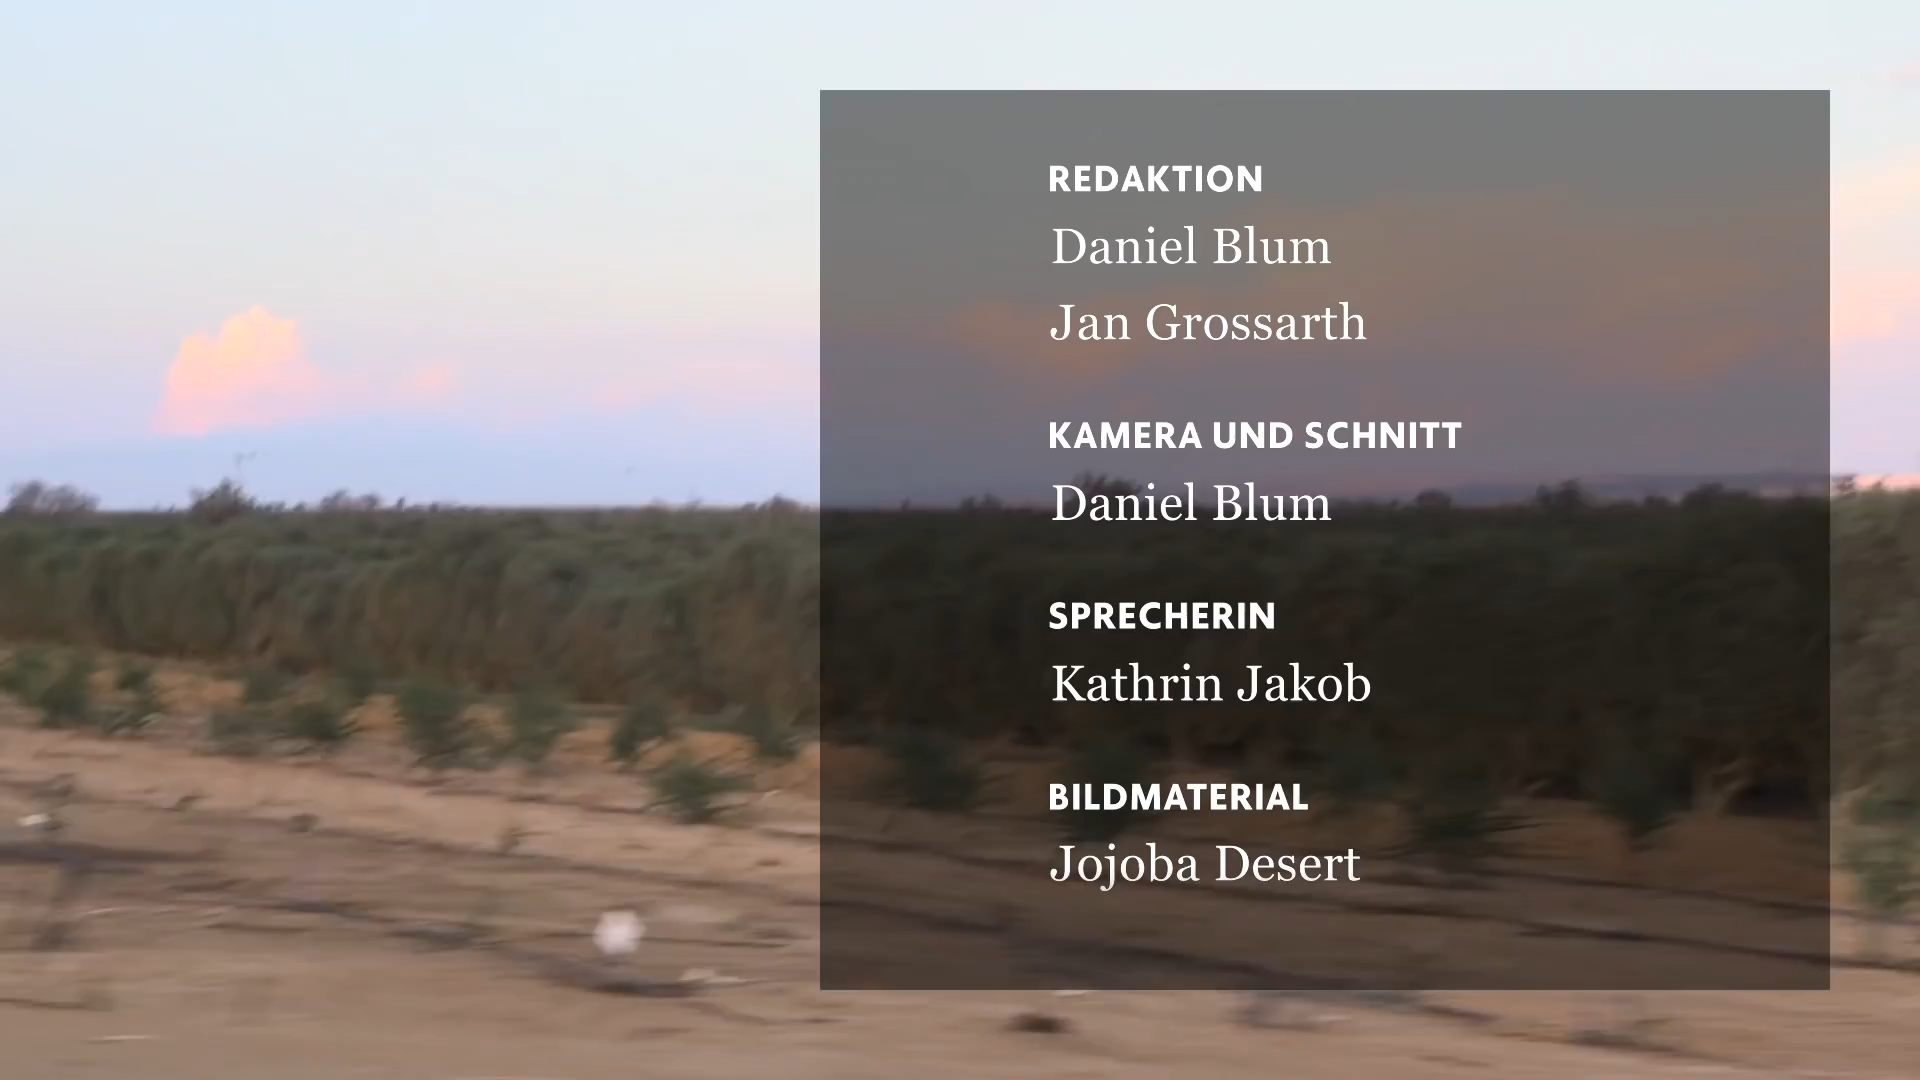 REDAKTION
Daniel Blum
Jan Grossarth
KAMERA UND SCHNITT
Daniel Blum
SPRECHERIN
Kathrin Jakob
BILDMATERIAL
Jojoba Desert